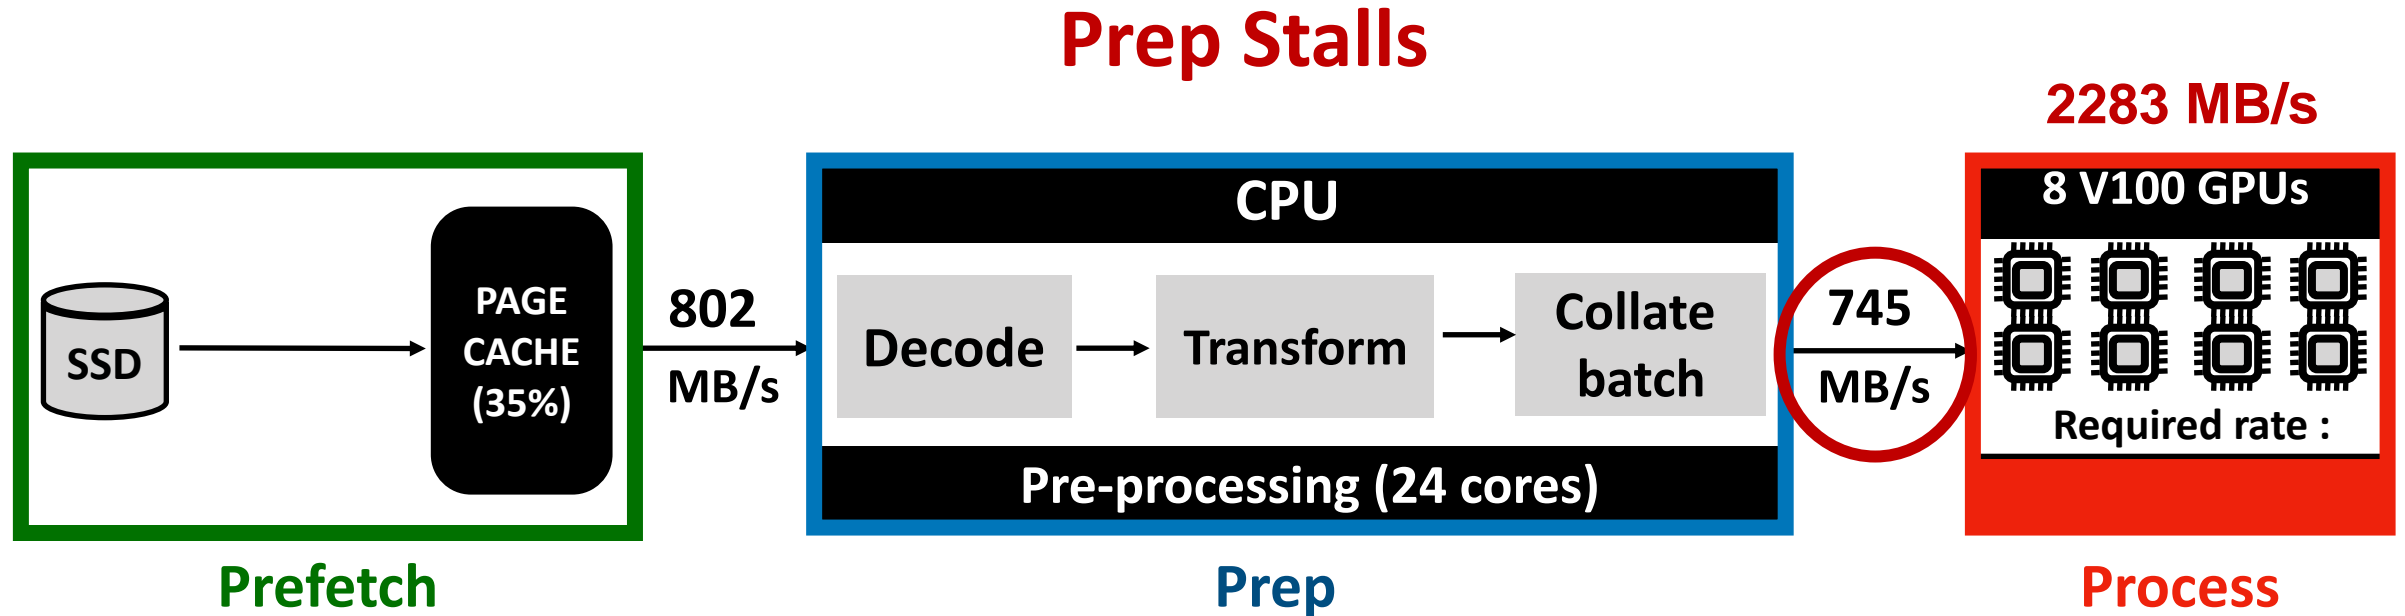 Prep Stalls
2283 MB/s
SSD
PAGE
CACHE
(35%)
802
MB/s
CPU
Decode
Transform
Collate
batch
Pre-processing (24 cores)
745
MB/s
8 V100 GPUs
Required rate :
Prefetch
Prep
Process